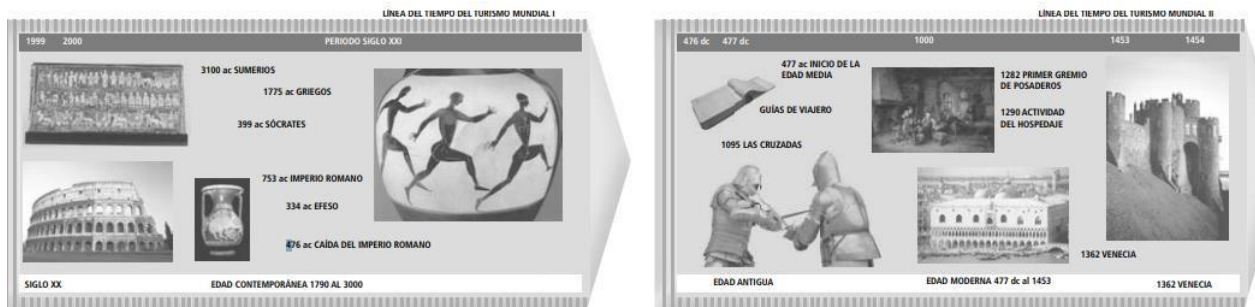 LÍNEA DEL TIEMPO DEL TURISMO MUNDIAL I
1999 2000 PERIODO SIGLO XXI
3100 ac SUMERIOS
1775 ac GRIEGOS
399 ac SÓCRATES
753 ac IMPERIO ROMANO
334 ac EFESO
476 ac CAÍDA DEL IMPERIO ROMANO
SIGLO XX EDAD CONTEMPORÁNEA 1790 AL 3000
LÍNEA DEL TIEMPO DEL TURISMO MUNDIAL II
476 dc 477 dc 1000 1453 1454
477 ac INICIO DE LA
EDAD MEDIA
GUÍAS DE VIAJERO
1095 LAS CRUZADAS
1282 PRIMER GREMIO
DE POSADEROS
1290 ACTIVIDAD
DEL HOSPEDAJE
1362 VENECIA
EDAD ANTIGUA EDAD MODERNA 477 dc al 1453 1362 VENECIA